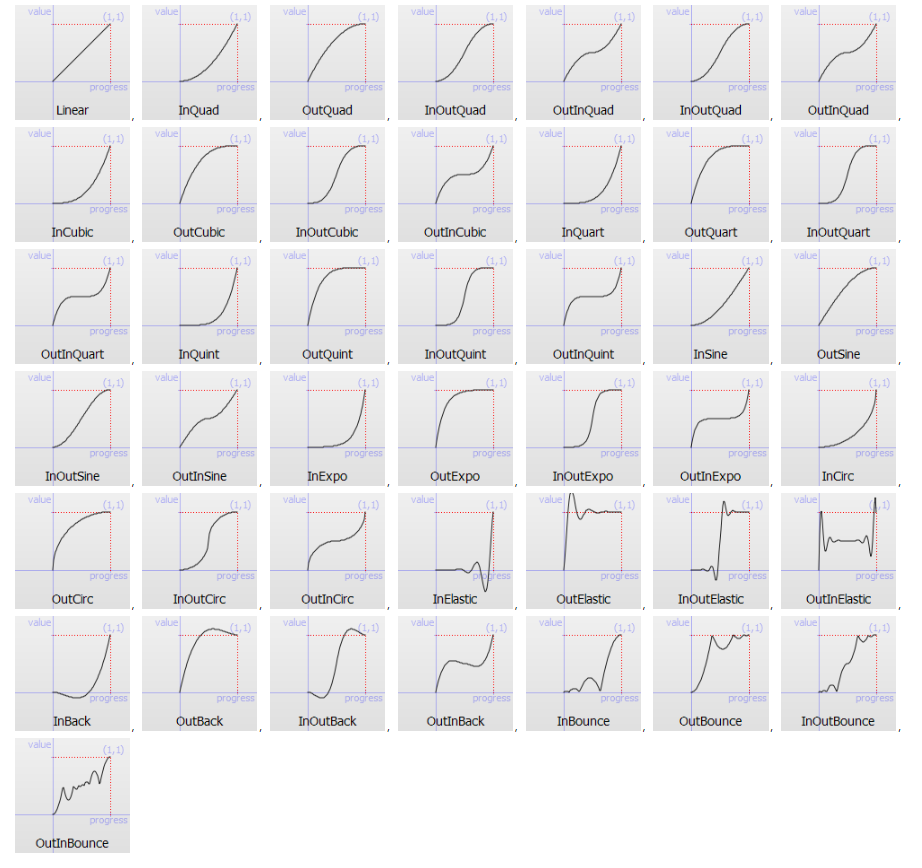 value (1,1) value (1,1) value (1,1) value (1,1) value (1,1) value (1,1) value (1,1)
progress progress progress progress progress progress progress
Linear , InQuad , OutQuad , InOutQuad , OutInQuad , InOutQuad , OutInQuad ,
value (1,1) value (1,1) value (1,1) value (1,1) value (1,1) value (1,1) value (1,1)
progress progress progress progress progress progress progress
InCubic , OutCubic , InOutCubic , OutInCubic , InQuart , OutQuart , InOutQuart ,
value (1,1) value (1,1) value (1,1) value (1,1) value (1,1) value (1,1) value (1,1)
progress progress progress progress progress progress progress
OutInQuart , InQuint , OutQuint , InOutQuint , OutInQuint , InSine , OutSine ,
value (1,1) value (1,1) value (1,1) value (1,1) value (1,1) value (1,1) value (1,1)
progress progress progress progress progress progress progress
InOutSine , OutInSine , InExpo , OutExpo , InOutExpo , OutInExpo , InCirc ,
value (1,1) value (1,1) value (1,1) value (1,1) value (1,1) value (1,1) value (1,1)
progress progress progress progress progress progress progress
OutCirc , InOutCirc , OutInCirc , InElastic , OutElastic , InOutElastic , OutInElastic ,
value (1,1) value (1,1) value (1,1) value (1,1) value (1,1) value (1,1) value (1,1)
progress progress progress progress progress progress progress
InBack , OutBack , InOutBack , OutInBack , InBounce , OutBounce , InOutBounce ,
value (1,1)
progress
OutInBounce